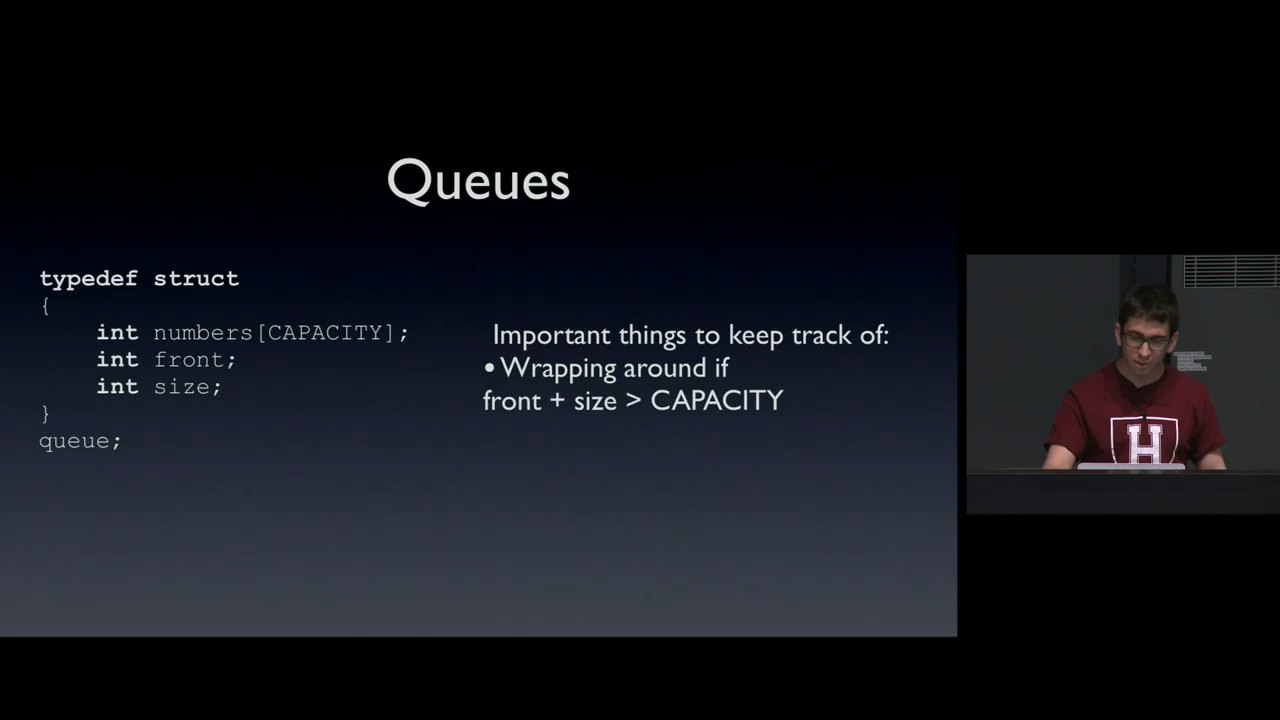 Queues
typedef struct
{
int numbers[CAPACITY];
int front;
int size;
}
queue;
Important things to keep track of:
• Wrapping around if
front + size > CAPACITY
H